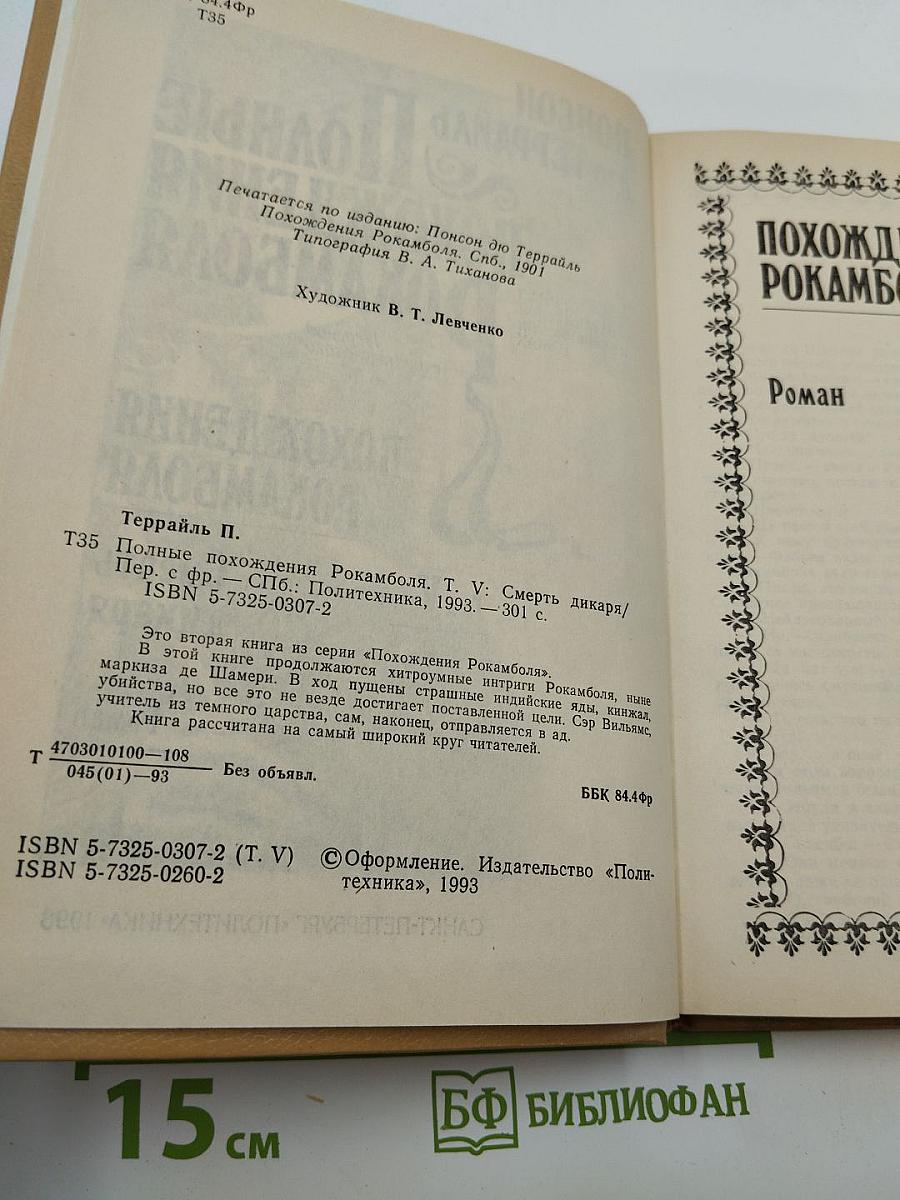 84.4Фр
Т35
Печатается по изданию: Понсон дю Террайль
Похождения Рокамболя. Спб., 1901
Типография В. А. Тиханова
Художник В. Т. Левченко
Террайль П.
Т35 Полные похождения Рокамболя. Т. V: Смерть дикаря/
Пер. с фр. — СПб.: Политехника, 1993. — 301 с.
ISBN 5-7325-0307-2
Это вторая книга из серии «Похождения Рокамболя».
В этой книге продолжаются хитроумные интриги Рокамболя, ныне
маркиза де Шамери. В ход пущены страшные индийские яды, кинжал,
убийства, но все это не везде достигает поставленной цели. Сэр Вильямс,
учитель из темного царства, сам, наконец, отправляется в ад.
Книга рассчитана на самый широкий круг читателей.
Т 4703010100—108
045(01)—93
Без объявл.
ББК 84.4Фр
ISBN 5-7325-0307-2 (Т. V)
ISBN 5-7325-0260-2
©Оформление. Издательство «Поли-
техника», 1993
ПОХОЖД
РОКАМБО
Роман
15 см
БФ БИБЛИОФАН